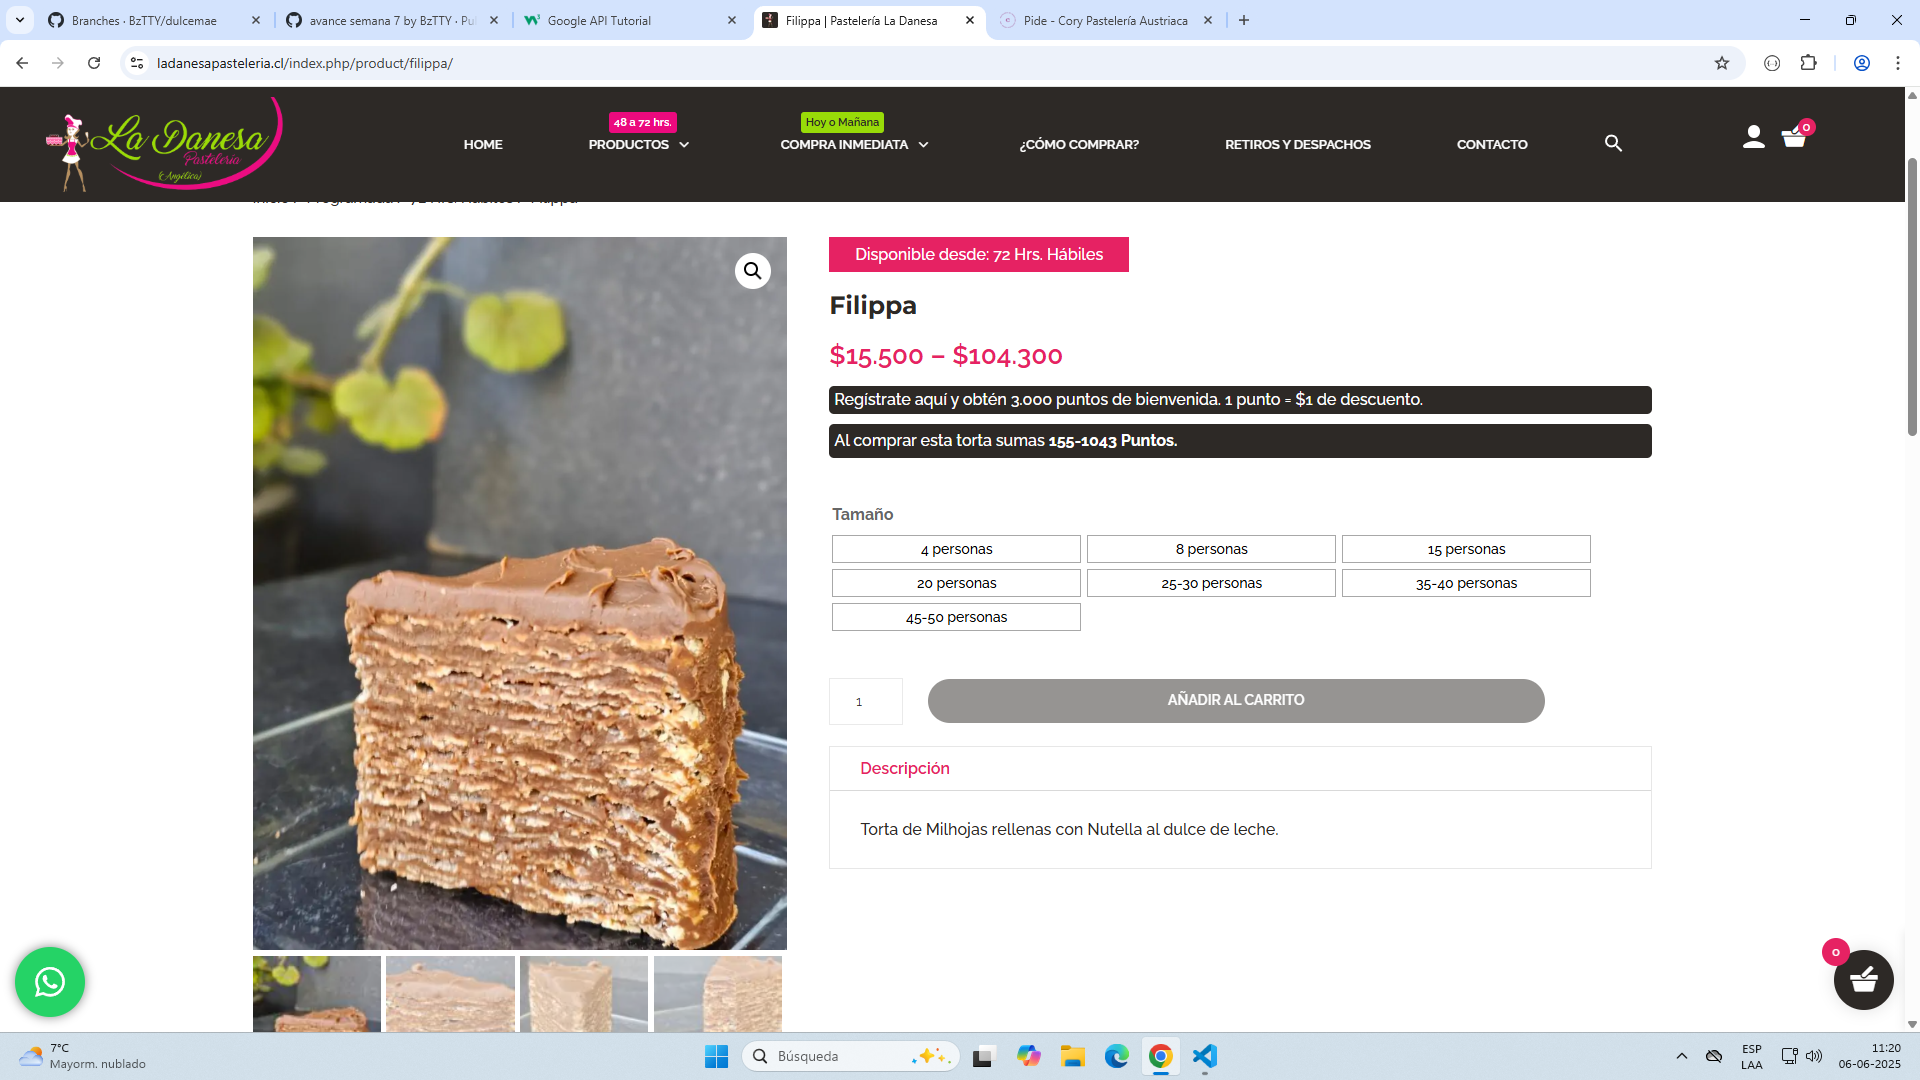 Branches · BzTTY/dulcemae
avance semana 7 by BzTTY · Pu
Google API Tutorial
Filippa | Pastelería La Danesa
Pide - Cory Pastelería Austriaca
ladanesapasteleria.cl/index.php/product/filippa/
La Danesa
Pastelería
(Angélica)
HOME
48 a 72 hrs.
PRODUCTOS
Hoy o Mañana
COMPRA INMEDIATA
¿CÓMO COMPRAR?
RETIROS Y DESPACHOS
CONTACTO
0
Disponible desde: 72 Hrs. Hábiles
Filippa
$15.500 – $104.300
Regístrate aquí y obtén 3.000 puntos de bienvenida. 1 punto = $1 de descuento.
Al comprar esta torta sumas 155-1043 Puntos.
Tamaño
4 personas
8 personas
15 personas
20 personas
25-30 personas
35-40 personas
45-50 personas
1
AÑADIR AL CARRITO
Descripción
Torta de Milhojas rellenas con Nutella al dulce de leche.
0
7°C
Mayorm. nublado
Búsqueda
ESP
LAA
11:20
06-06-2025